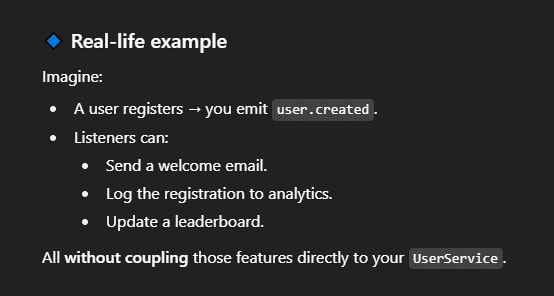 Real-life example
Imagine:
• A user registers → you emit user.created.
• Listeners can:
• Send a welcome email.
• Log the registration to analytics.
• Update a leaderboard.
All without coupling those features directly to your UserService.